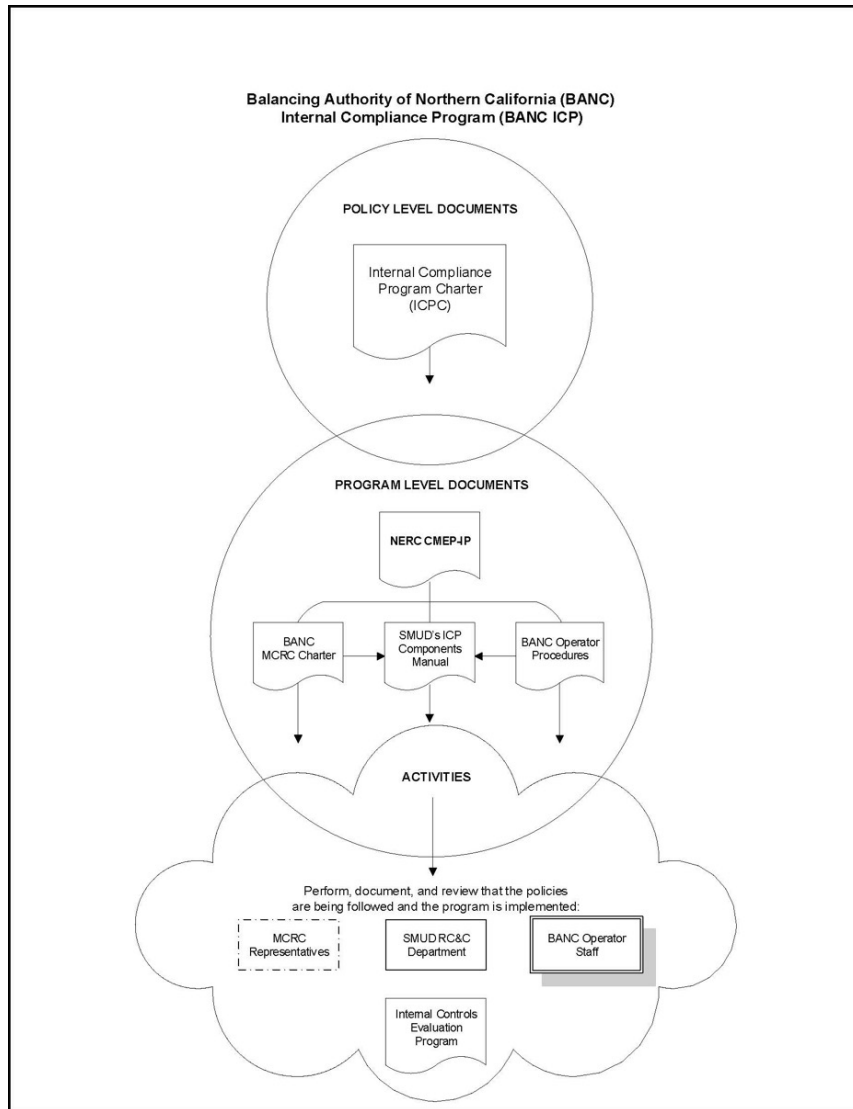 Balancing Authority of Northern California (BANC)
Internal Compliance Program (BANC ICP)
POLICY LEVEL DOCUMENTS
Internal Compliance
Program Charter
(ICPC)
PROGRAM LEVEL DOCUMENTS
NERC CMEP-IP
BANC
MCRC Charter
SMUD's ICP
Components
Manual
BANC Operator
Procedures
ACTIVITIES
Perform, document, and review that the policies
are being followed and the program is implemented:
MCRC
Representatives
SMUD RC&C
Department
BANC Operator
Staff
Internal Controls
Evaluation
Program